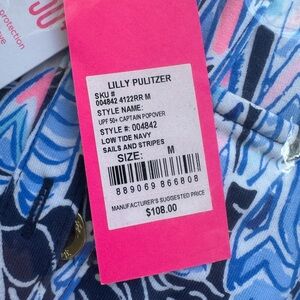 protection
LILLY PULITZER
SKU #
004842 4122RR M
STYLE NAME:
UPF 50+ CAPTAIN POPOVER
STYLE #: 004842
LOW TIDE NAVY
SAILS AND STRIPES
SIZE: M
889069 866808
MANUFACTURER'S SUGGESTED PRICE
$108.00